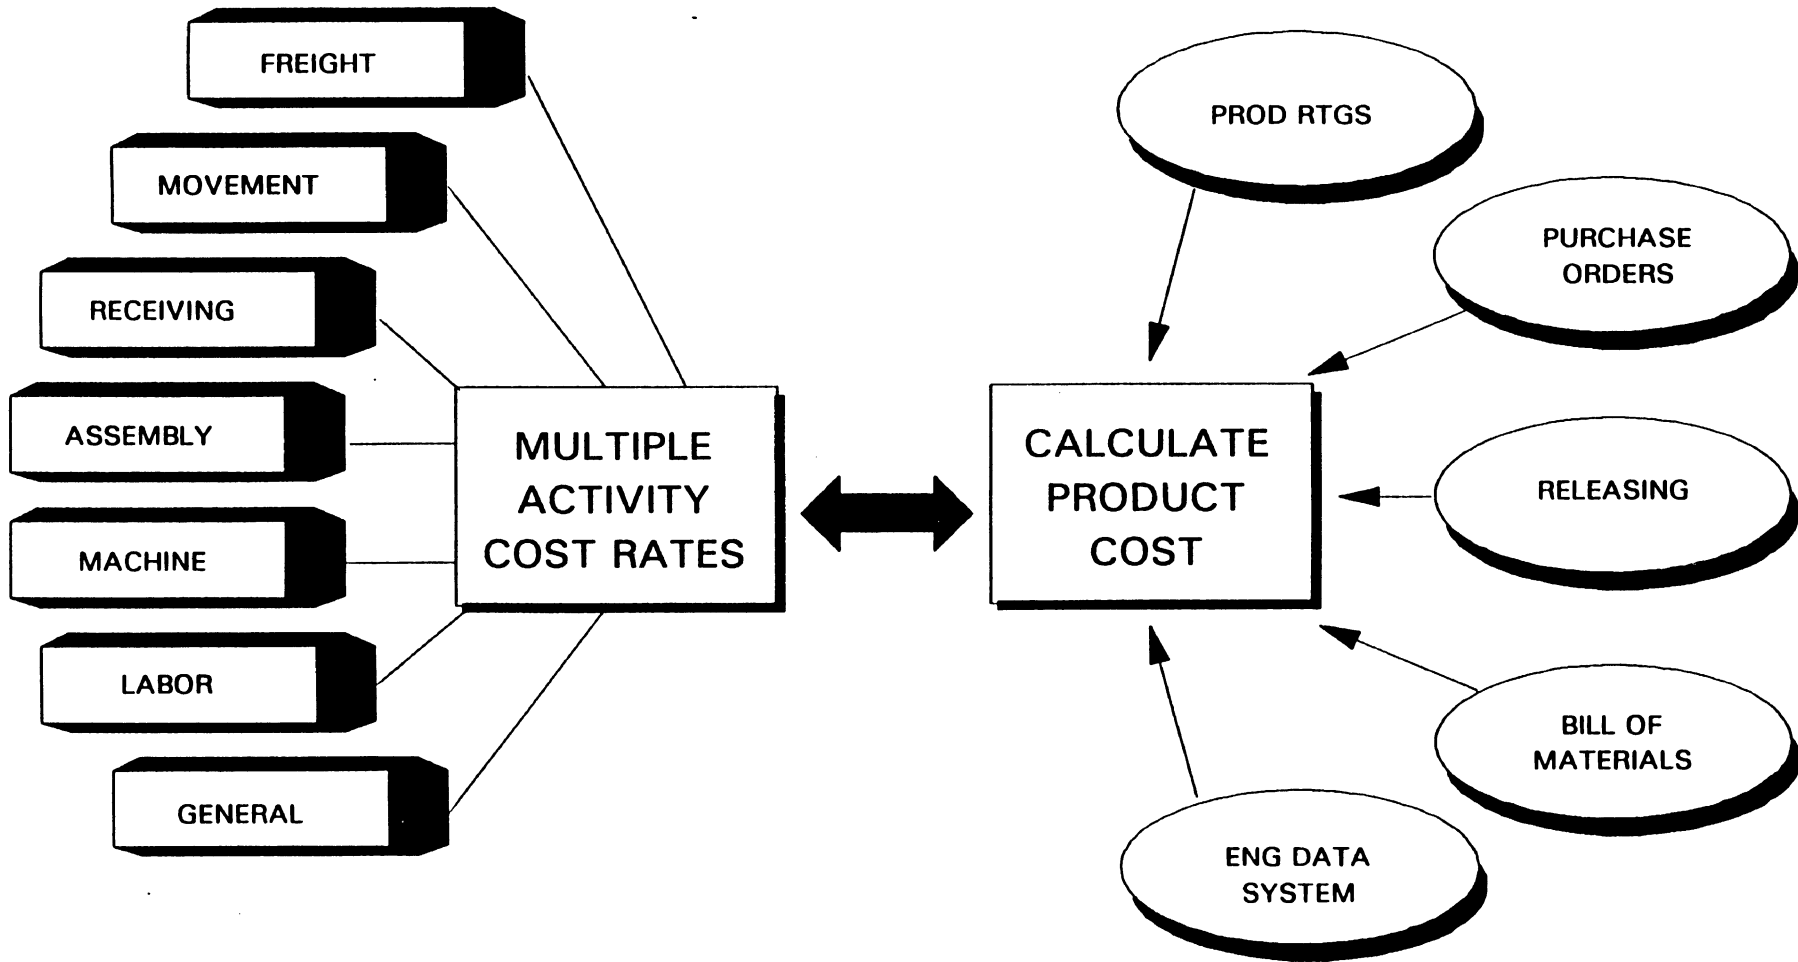 FREIGHT
MOVEMENT
RECEIVING
ASSEMBLY
MACHINE
LABOR
GENERAL
MULTIPLE
ACTIVITY
COST RATES
CALCULATE
PRODUCT
COST
PROD RTGS
PURCHASE
ORDERS
RELEASING
BILL OF
MATERIALS
ENG DATA
SYSTEM